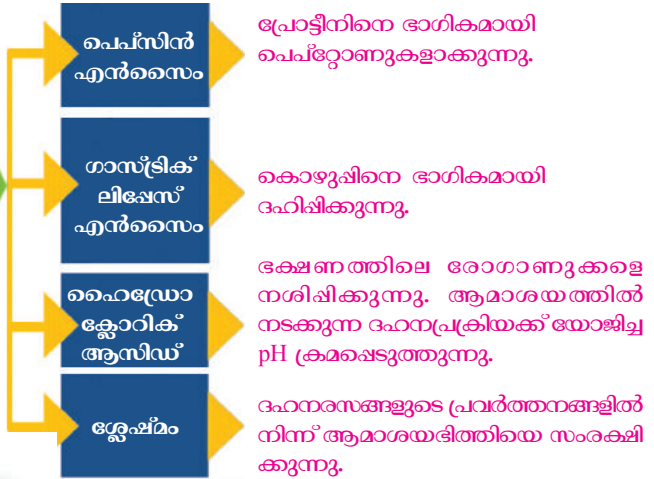 പെപ്സിൻ
എൻസൈം
പ്രോട്ടീനിനെ ഭാഗികമായി
പെപ്റ്റോണുകളാക്കുന്നു.
ഗാസ്ട്രിക്
ലിപ്പേസ്
എൻസൈം
കൊഴുപ്പിനെ ഭാഗികമായി
ദഹിപ്പിക്കുന്നു.
ഹൈഡ്രോ
ക്ലോറിക്
ആസിഡ്
ഭക്ഷണത്തിലെ രോഗാണുക്കളെ
നശിപ്പിക്കുന്നു. ആമാശയത്തിൽ
നടക്കുന്ന ദഹനപ്രക്രിയക്ക് യോജിച്ച
pH ക്രമപ്പെടുത്തുന്നു.
ശ്ലേഷ്മം
ദഹനരസങ്ങളുടെ പ്രവർത്തനങ്ങളിൽ
നിന്ന് ആമാശയഭിത്തിയെ സംരക്ഷി
ക്കുന്നു.